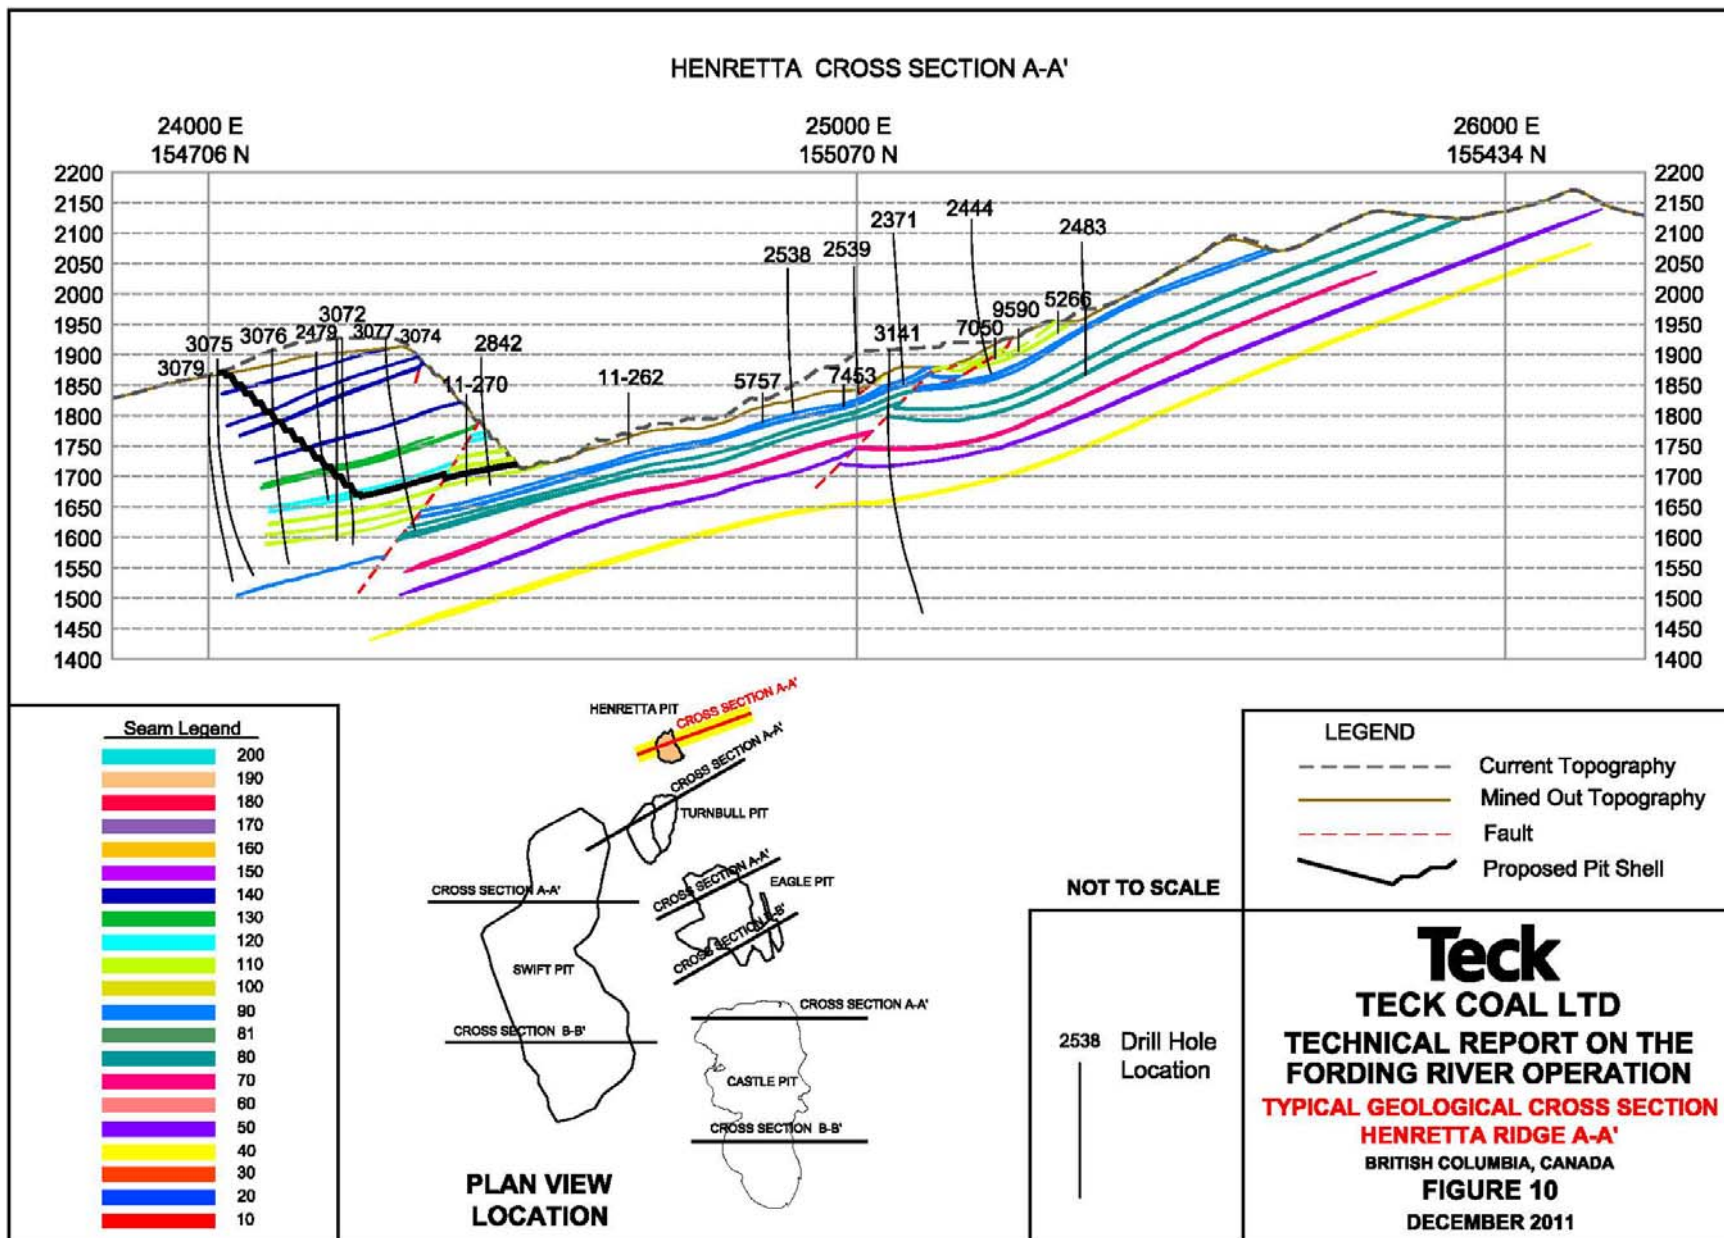 HENRETTA CROSS SECTION A-A'
24000 E
154706 N
25000 E
155070 N
26000 E
155434 N
2200
2150
2100
2050
2000
1950
1900
1850
1800
1750
1700
1650
1600
1550
1500
1450
1400
2200
2150
2100
2050
2000
1950
1900
1850
1800
1750
1700
1650
1600
1550
1500
1450
1400
3079
3075
3076
2479
3072
3077
3074
2842
11-270
11-262
5757
2538
2539
7453
3141
2371
2444
7050
9590
5266
2483
Seam Legend
200
190
180
170
160
150
140
130
120
110
100
90
81
80
70
60
50
40
30
20
10
HENRETTA PIT
CROSS SECTION A-A'
CROSS SECTION A-A'
TURNBULL PIT
CROSS SECTION A-A'
CROSS SECTION A-A'
EAGLE PIT
CROSS SECTION B-B'
SWIFT PIT
CROSS SECTION B-B'
CROSS SECTION A-A'
CASTLE PIT
CROSS SECTION B-B'
PLAN VIEW
LOCATION
LEGEND
Current Topography
Mined Out Topography
Fault
Proposed Pit Shell
NOT TO SCALE
2538 Drill Hole
Location
Teck
TECK COAL LTD
TECHNICAL REPORT ON THE
FORDING RIVER OPERATION
TYPICAL GEOLOGICAL CROSS SECTION
HENRETTA RIDGE A-A'
BRITISH COLUMBIA, CANADA
FIGURE 10
DECEMBER 2011